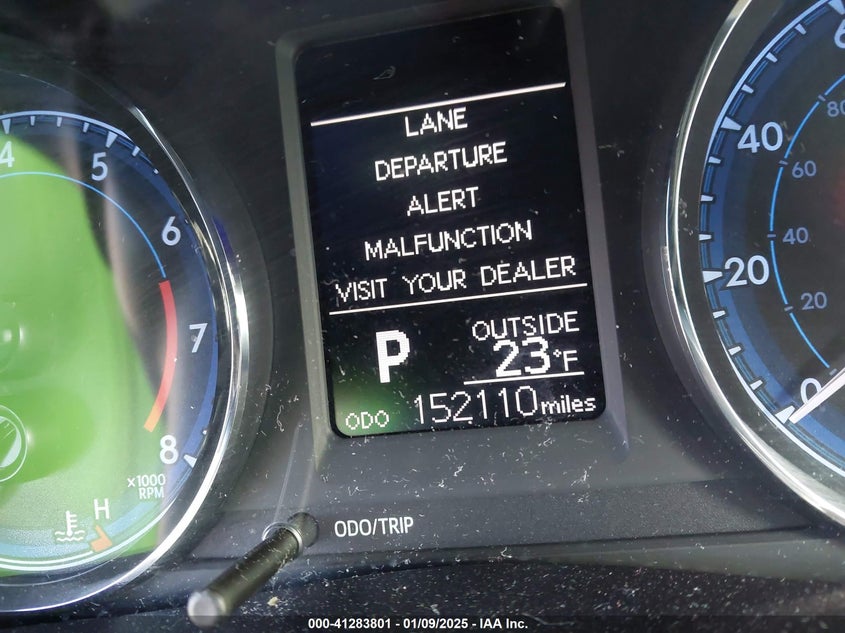 LANE
DEPARTURE
ALERT
MALFUNCTION
VISIT YOUR DEALER
P
OUTSIDE
23°F
ODO 152110 miles
4
5
6
7
8
×1000
RPM
H
ODO/TRIP
80
40
60
40
20
20
0
000-41283801 - 01/09/2025 - IAA Inc.